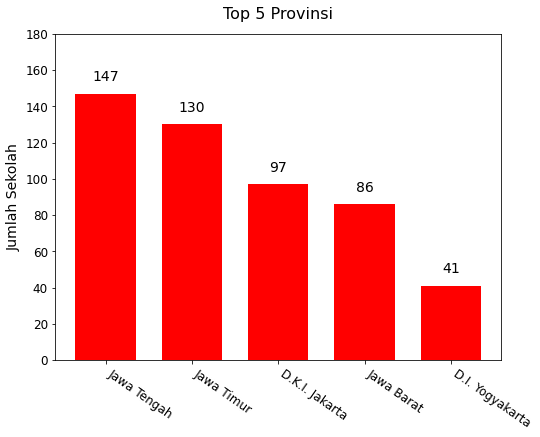 Top 5 Provinsi
Jumlah Sekolah
180
160
140
120
100
80
60
40
20
0
147
130
97
86
41
Jawa Tengah
Jawa Timur
D.K.I. Jakarta
Jawa Barat
D.I. Yogyakarta